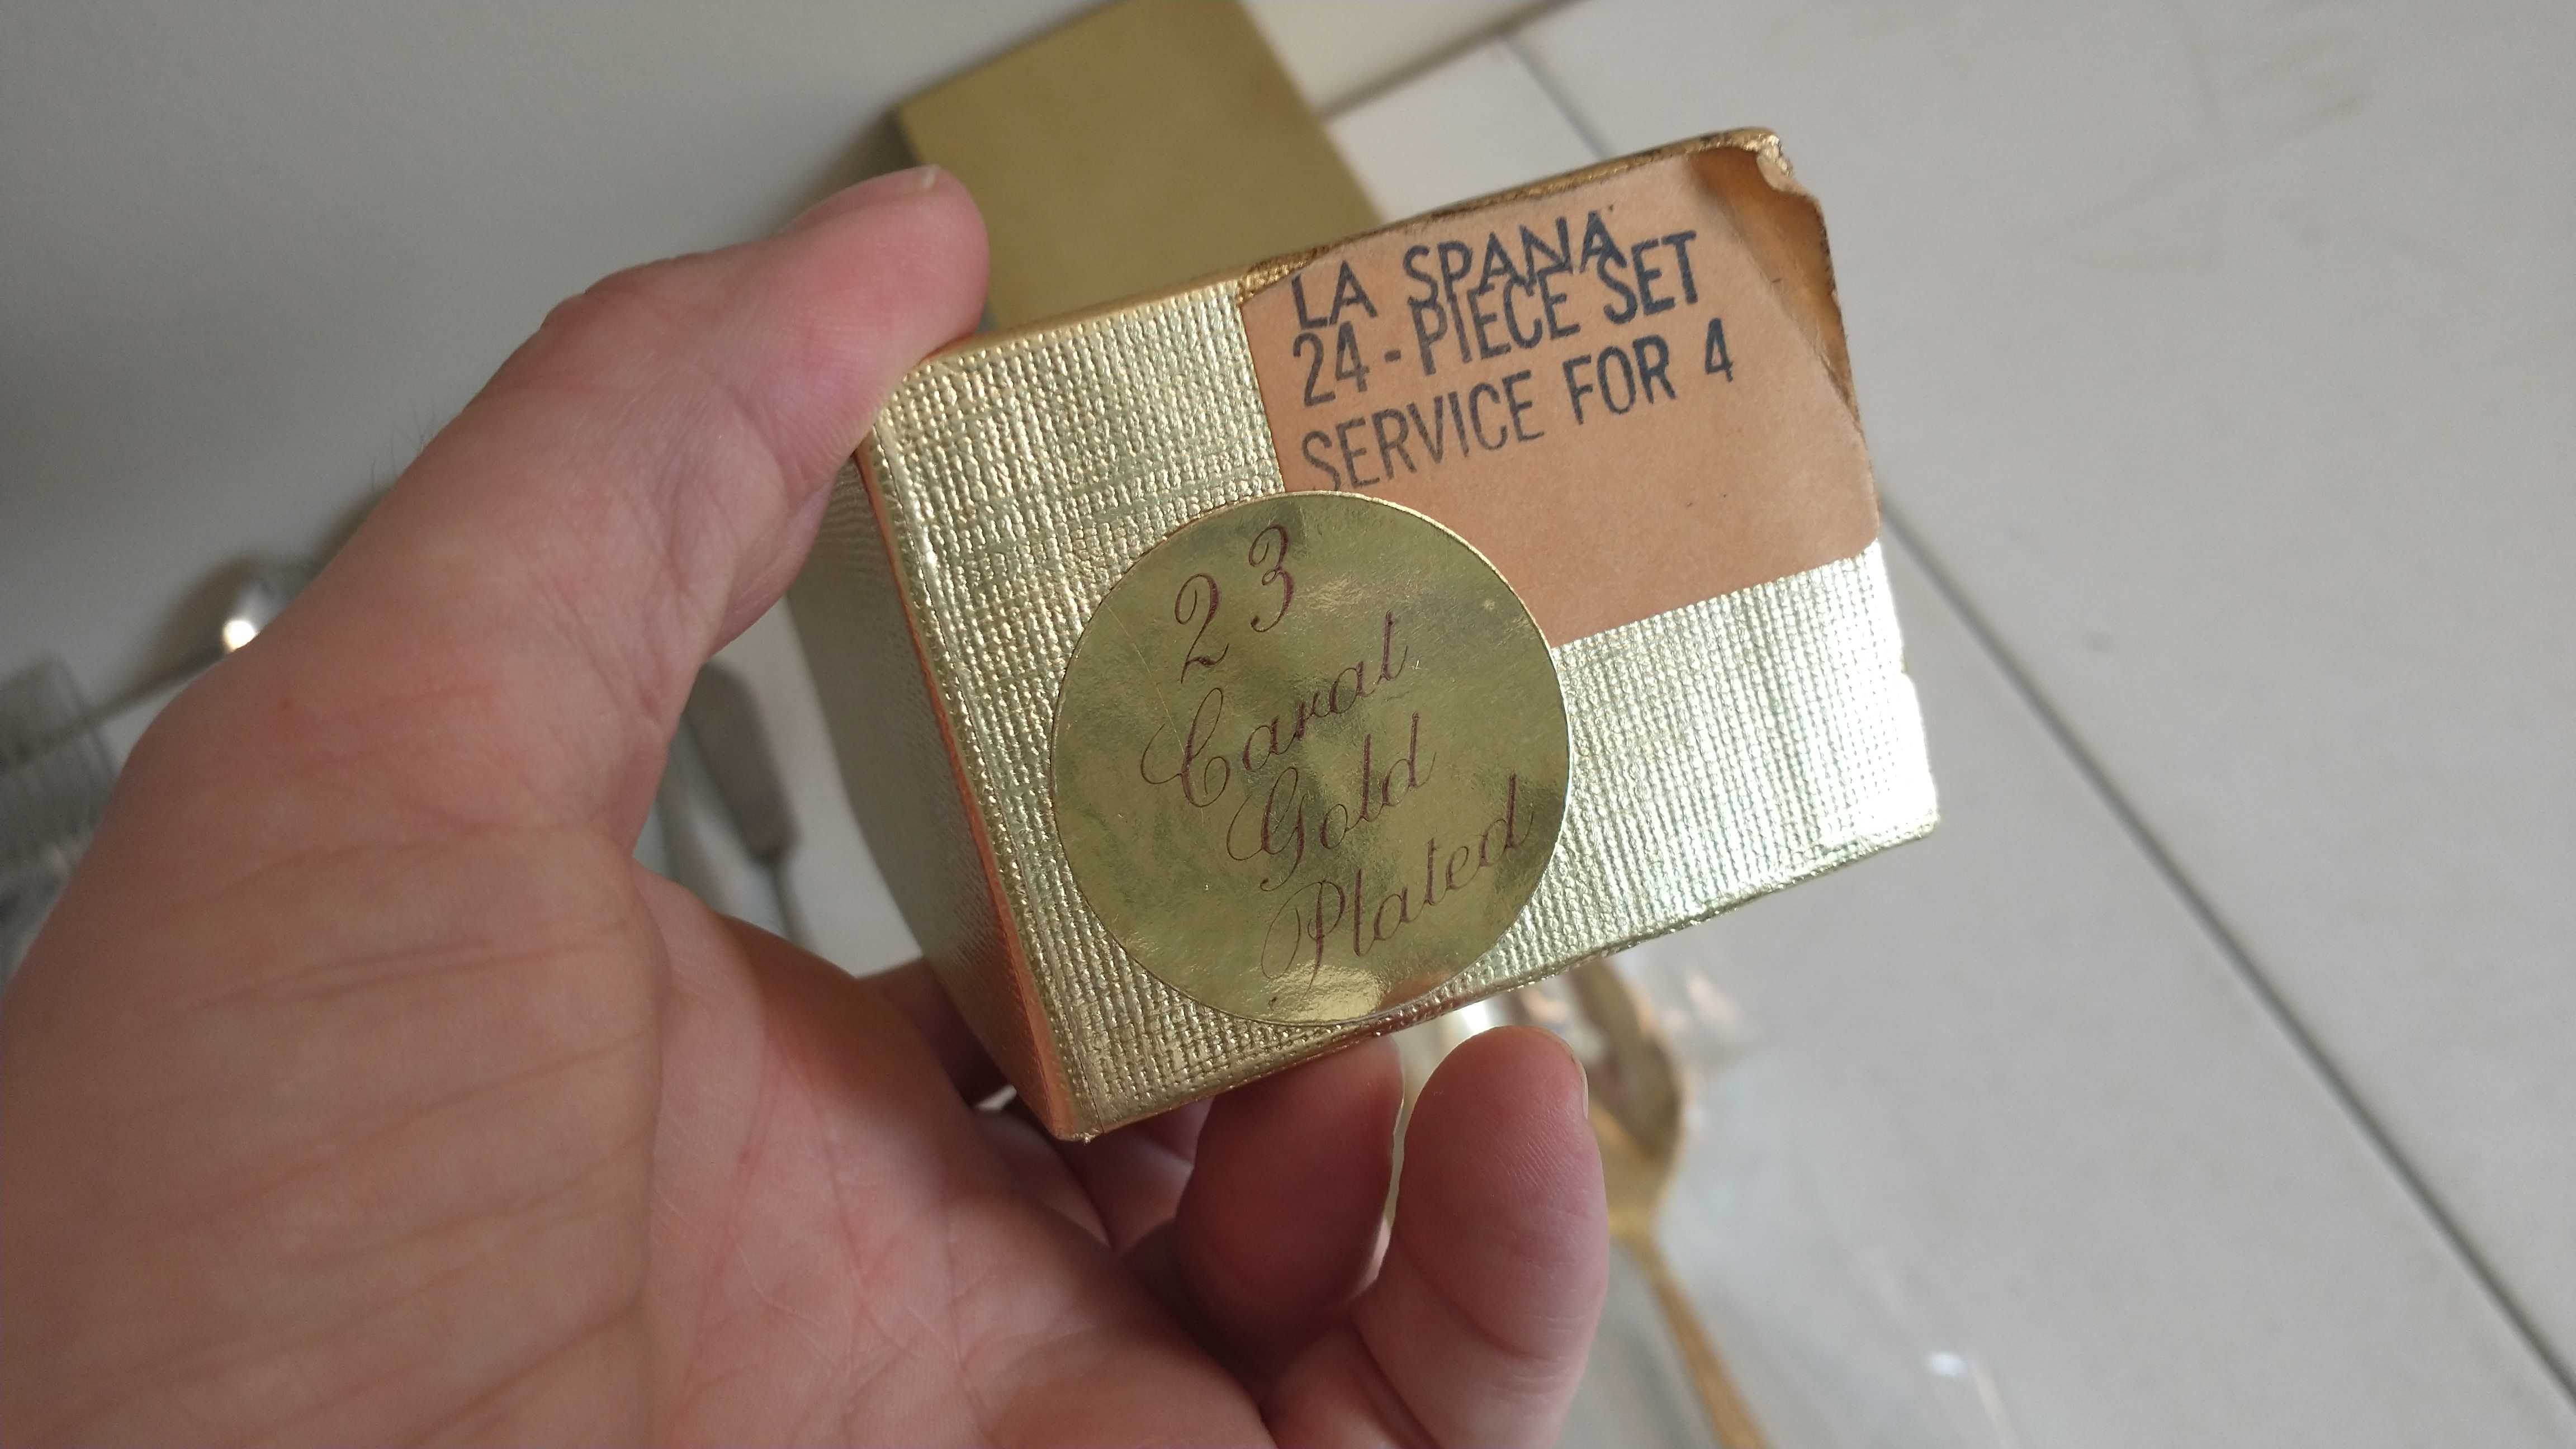 LA SPANA
24-PIECE SET
SERVICE FOR 4
23
Carat
Gold
Plated